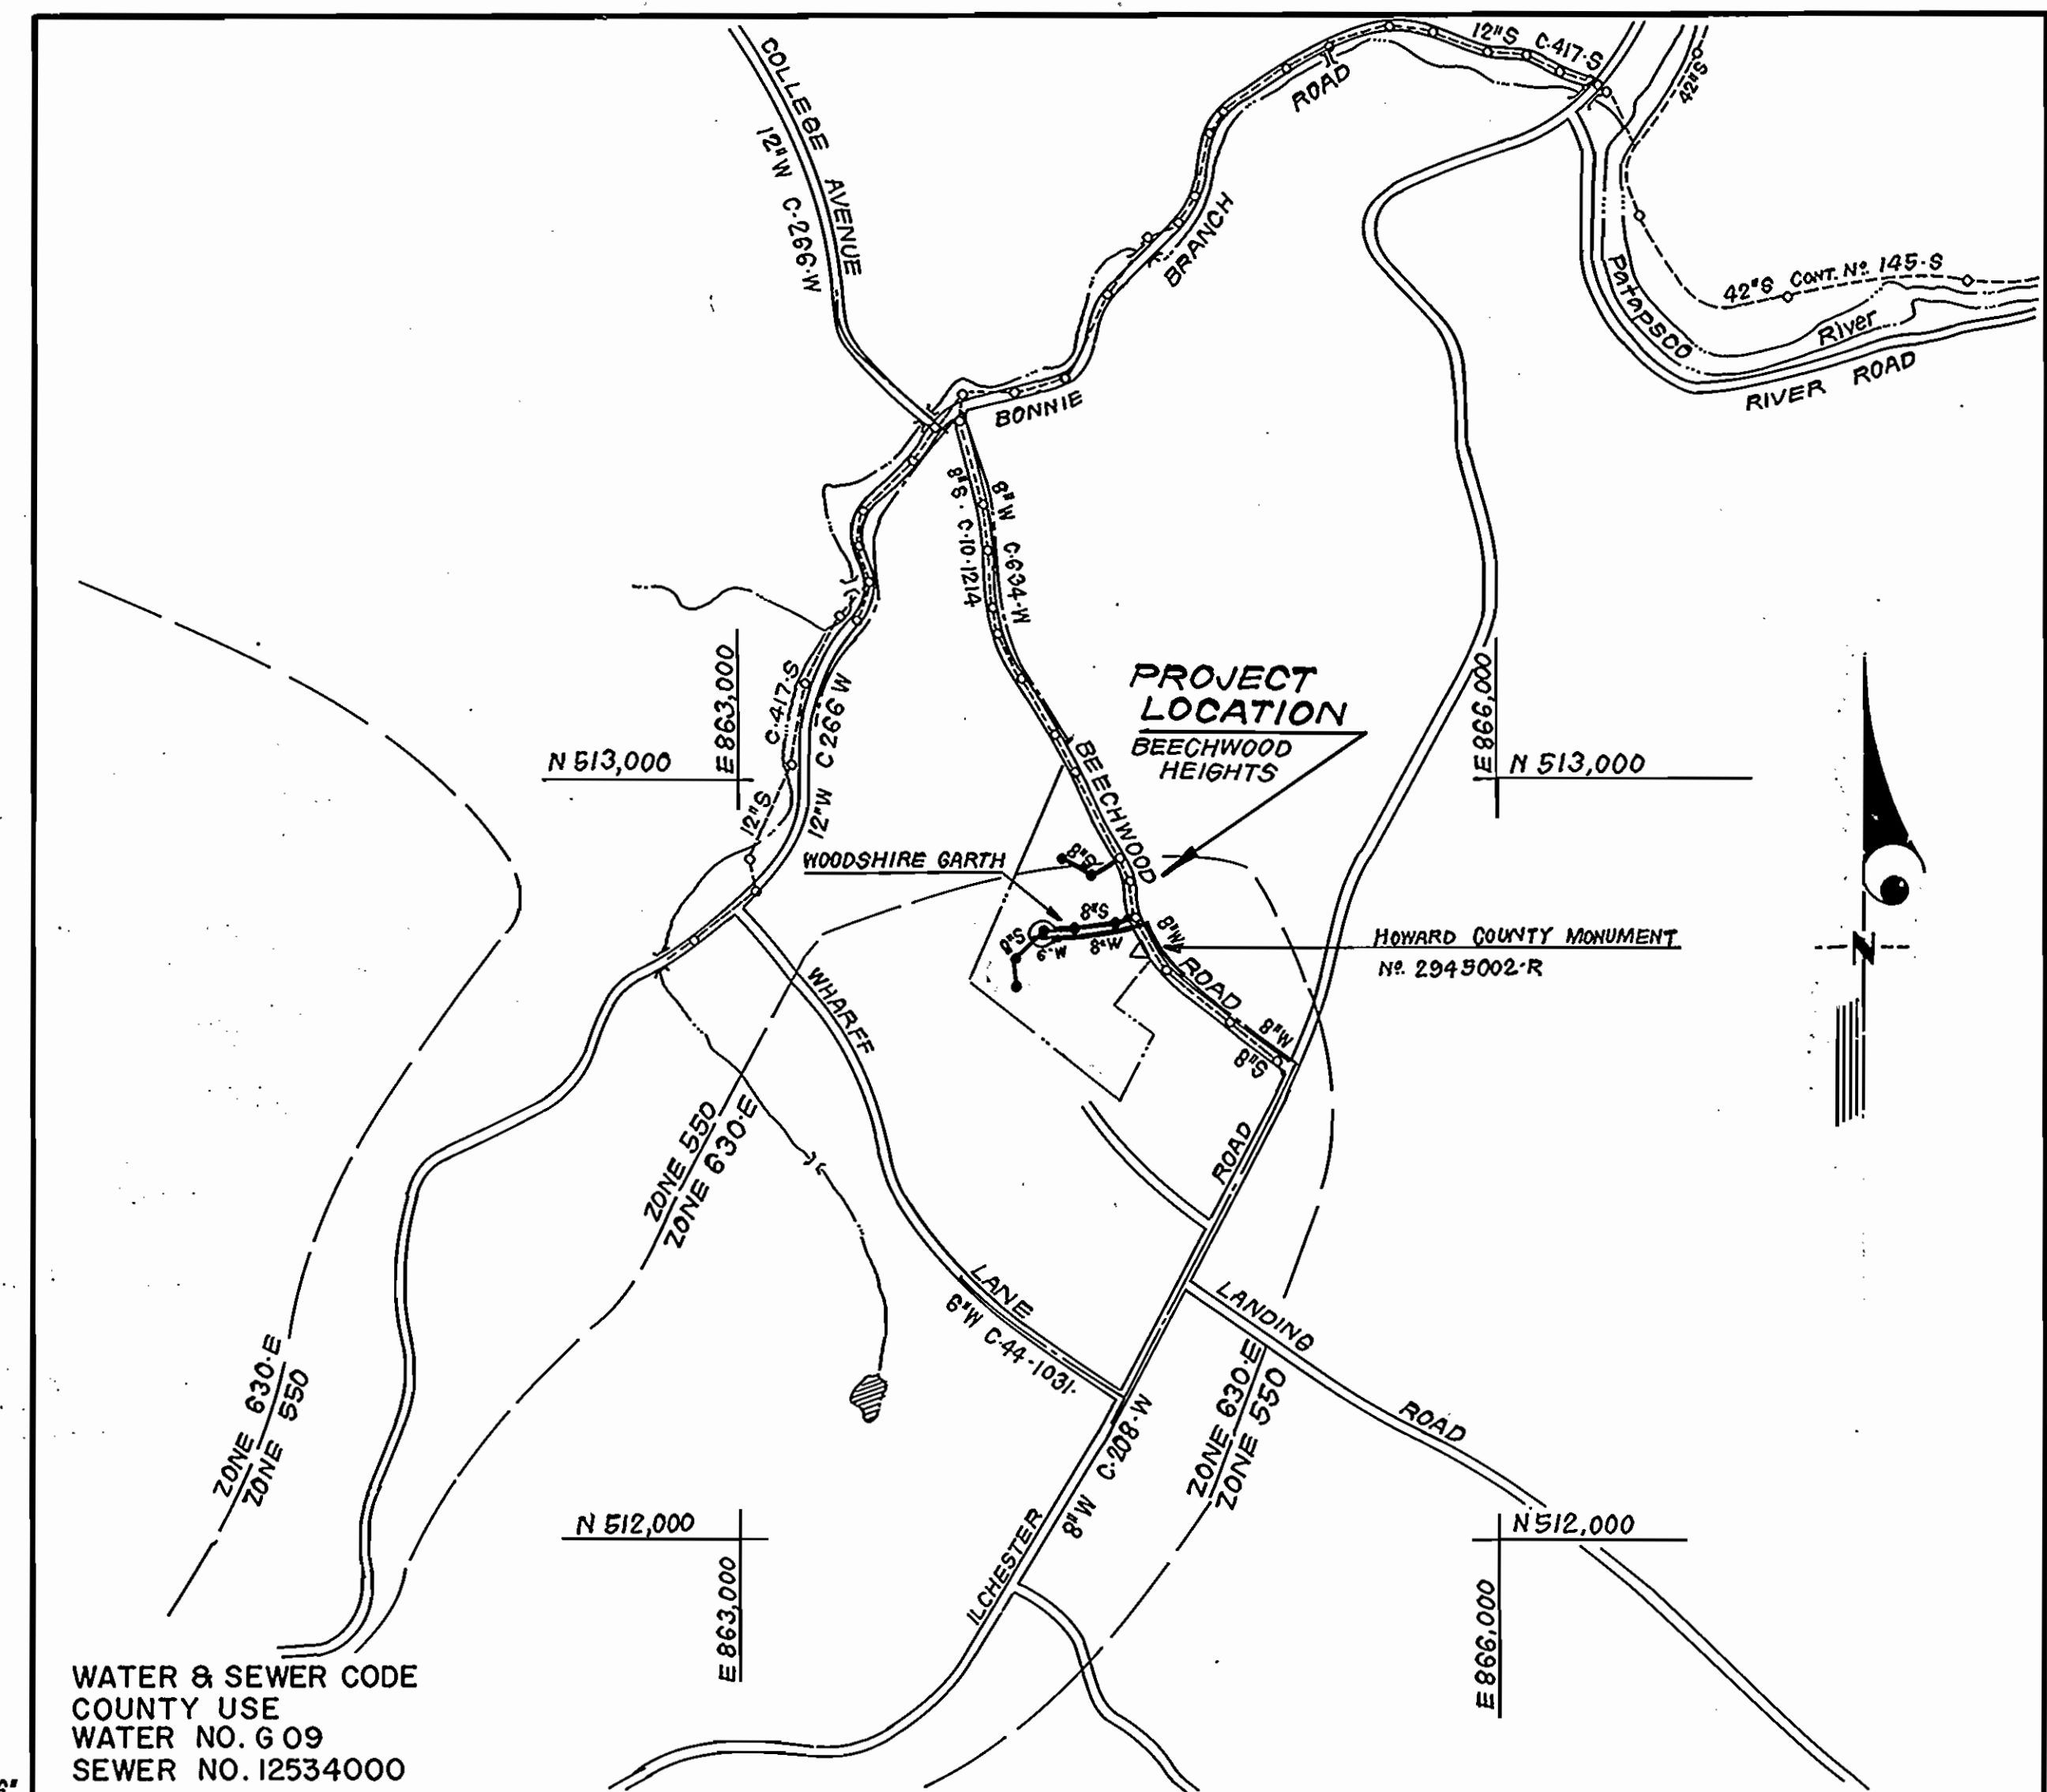 COLLEGE AVENUE
12"W C-266-W
12"S C-417-S
ROAD
42"S
BRANCH
42"S CONT. Nº 145-S
Patapsco
River
RIVER ROAD
BONNIE
8"S. C-10-1214
8"W C-634-W
E 863,000
C-417-S
12"W C 266 W
PROJECT
LOCATION
BEECHWOOD
HEIGHTS
E 866,000
N 513,000
N 513,000
12"S
BEECHWOOD
WOODSHIRE GARTH
8"S
8"S
8"W
8"S
6"W
8"W
HOWARD COUNTY MONUMENT
Nº 2945002-R
N
ROAD
WHARFF
8"W
8"S
ZONE 550
ZONE 630-E
ROAD
LANE
6"W C-44-1031
LANDING
ZONE 630-E
ZONE 550
ZONE 630-E
ZONE 550
ROAD
8"W C-208-W
ILCHESTER
N 512,000
N 512,000
E 863,000
E 866,000
WATER & SEWER CODE
COUNTY USE
WATER NO. G 09
SEWER NO. 12534000